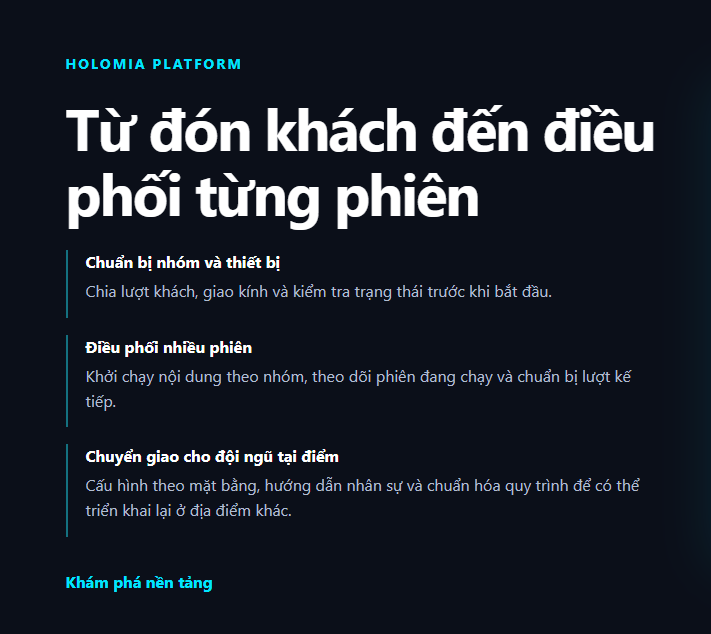 HOLOMIA PLATFORM
Từ đón khách đến điều
phối từng phiên
Chuẩn bị nhóm và thiết bị
Chia lượt khách, giao kính và kiểm tra trạng thái trước khi bắt đầu.
Điều phối nhiều phiên
Khởi chạy nội dung theo nhóm, theo dõi phiên đang chạy và chuẩn bị lượt kế
tiếp.
Chuyển giao cho đội ngũ tại điểm
Cấu hình theo mặt bằng, hướng dẫn nhân sự và chuẩn hóa quy trình để có thể
triển khai lại ở địa điểm khác.
Khám phá nền tảng